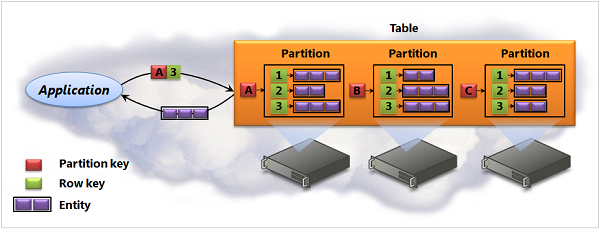 Table
Partition Partition Partition
A 3
1 1 1
Application A 2 B 2 C 2
3 3 3
Partition key
Row key
Entity